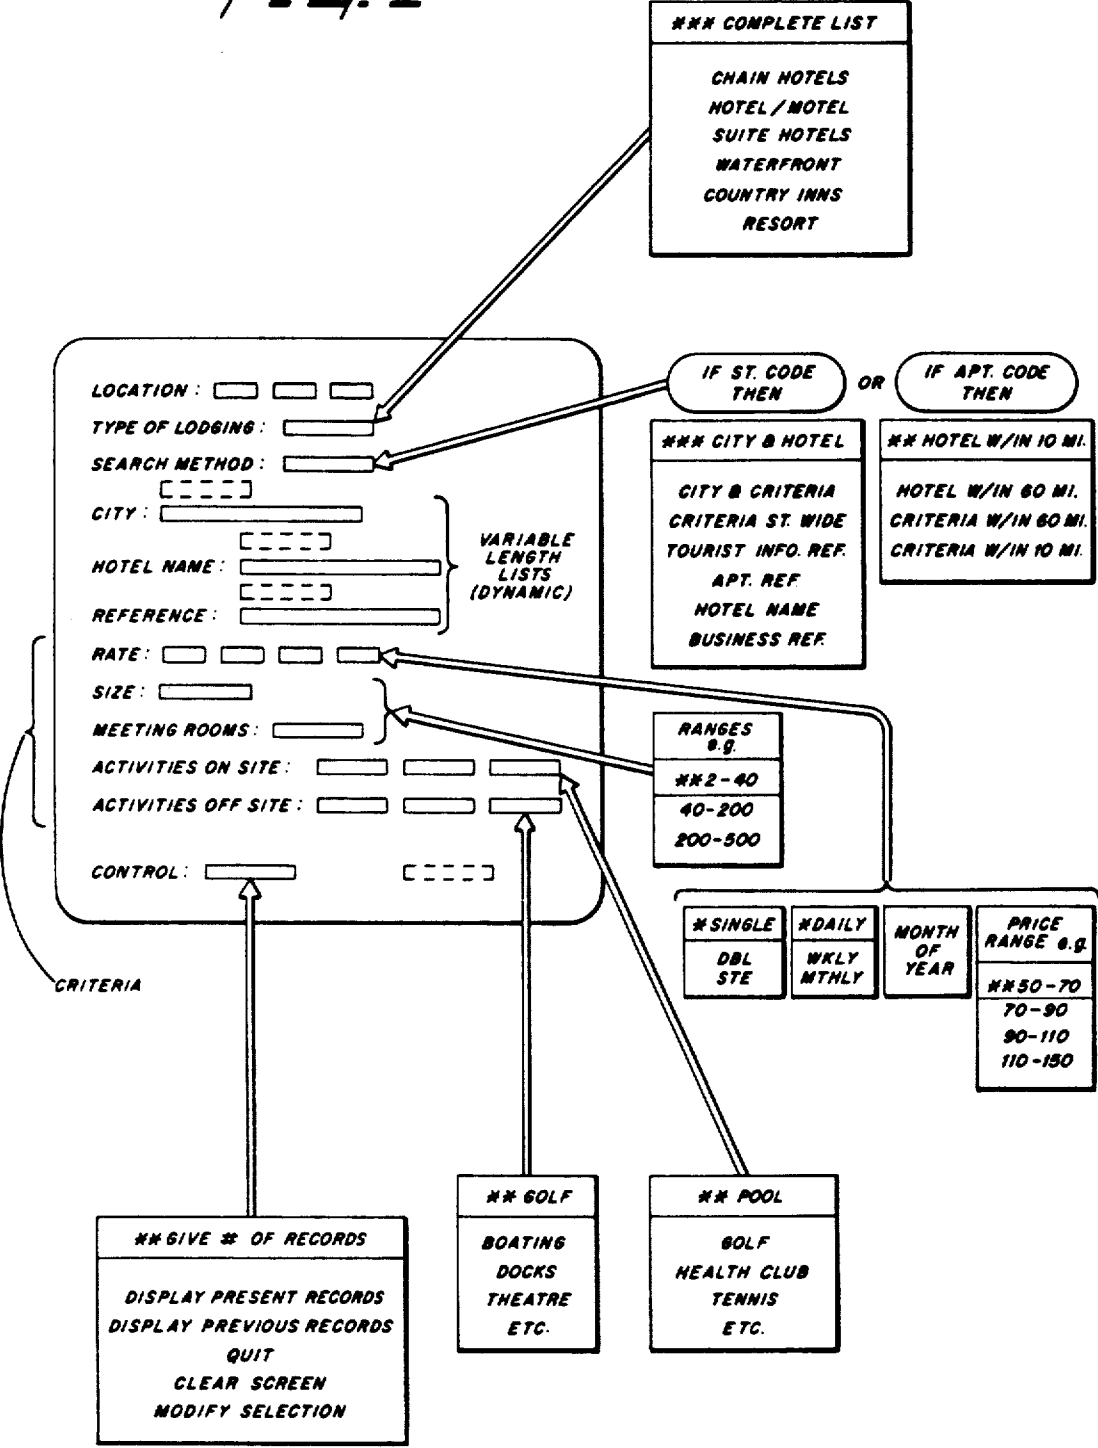 *** COMPLETE LIST
CHAIN HOTELS
HOTEL / MOTEL
SUITE HOTELS
WATERFRONT
COUNTRY INNS
RESORT
LOCATION :
TYPE OF LODGING :
SEARCH METHOD :
CITY :
HOTEL NAME :
REFERENCE :
VARIABLE
LENGTH
LISTS
(DYNAMIC)
RATE :
SIZE :
MEETING ROOMS :
ACTIVITIES ON SITE :
ACTIVITIES OFF SITE :
CONTROL :
CRITERIA
IF ST. CODE
THEN
OR
IF APT. CODE
THEN
*** CITY & HOTEL
CITY & CRITERIA
CRITERIA ST. WIDE
TOURIST INFO. REF.
APT. REF.
HOTEL NAME
BUSINESS REF.
** HOTEL W/IN 10 MI.
HOTEL W/IN 60 MI.
CRITERIA W/IN 60 MI.
CRITERIA W/IN 10 MI.
RANGES
e.g.
**2-40
40-200
200-500
*SINGLE
DBL
STE
*DAILY
WKLY
MTHLY
MONTH
OF
YEAR
PRICE
RANGE e.g.
**50-70
70-90
90-110
110-150
**GIVE # OF RECORDS
DISPLAY PRESENT RECORDS
DISPLAY PREVIOUS RECORDS
QUIT
CLEAR SCREEN
MODIFY SELECTION
** GOLF
BOATING
DOCKS
THEATRE
ETC.
** POOL
GOLF
HEALTH CLUB
TENNIS
ETC.